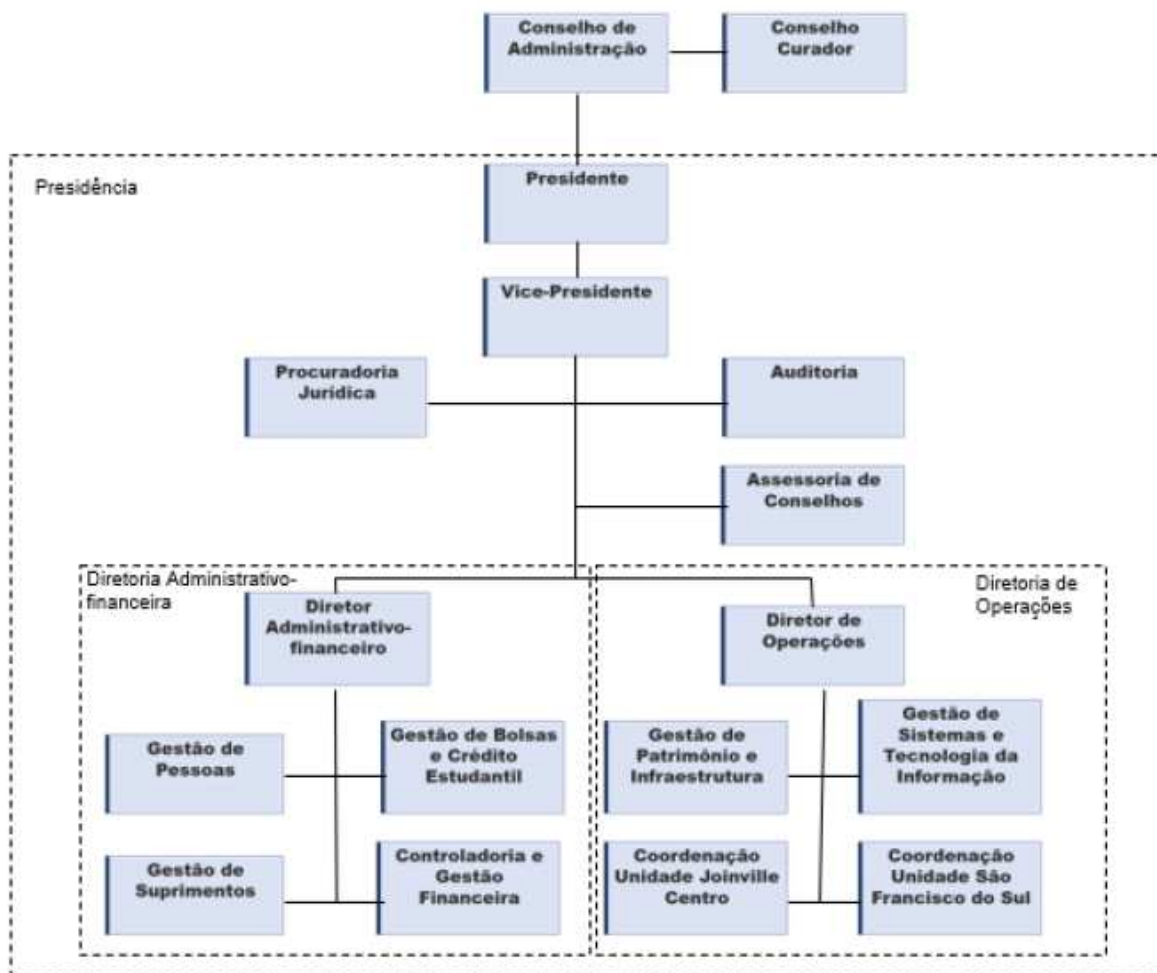 Conselho de
Administração
Conselho
Curador
Presidência
Presidente
Vice-Presidente
Procuradoria
Jurídica
Auditoria
Assessoria de
Conselhos
Diretoria Administrativo-
financeira
Diretoria de
Operações
Diretor
Administrativo-
financeiro
Diretor de
Operações
Gestão de
Pessoas
Gestão de Bolsas
e Crédito
Estudantil
Gestão de
Patrimônio e
Infraestrutura
Gestão de
Sistemas e
Tecnologia da
Informação
Gestão de
Suprimentos
Controladoria e
Gestão
Financeira
Coordenação
Unidade Joinville
Centro
Coordenação
Unidade São
Francisco do Sul